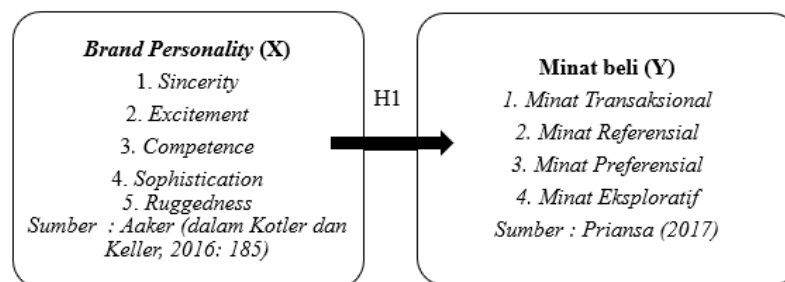 Brand Personality (X)
1. Sincerity
2. Excitement
3. Competence
4. Sophistication
5. Ruggedness
Sumber : Aaker (dalam Kotler dan
Keller, 2016: 185)
H1
Minat beli (Y)
1. Minat Transaksional
2. Minat Referensial
3. Minat Preferensial
4. Minat Eksploratif
Sumber : Priansa (2017)